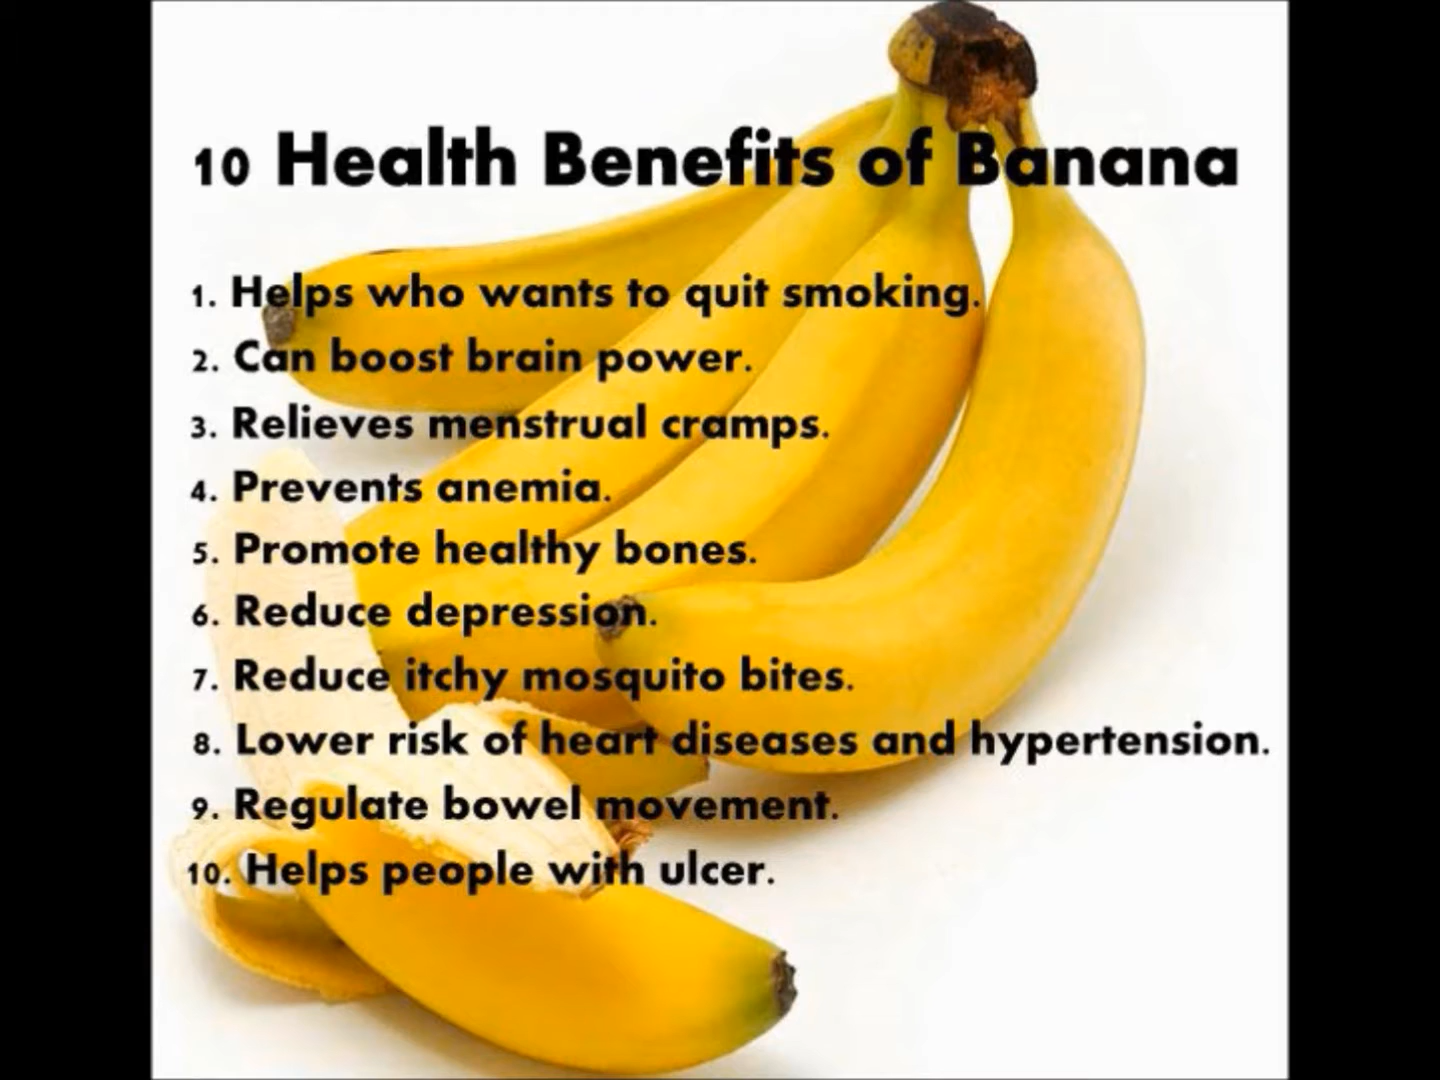 10 Health Benefits of Banana
1. Helps who wants to quit smoking.
2. Can boost brain power.
3. Relieves menstrual cramps.
4. Prevents anemia.
5. Promote healthy bones.
6. Reduce depression.
7. Reduce itchy mosquito bites.
8. Lower risk of heart diseases and hypertension.
9. Regulate bowel movement.
10. Helps people with ulcer.